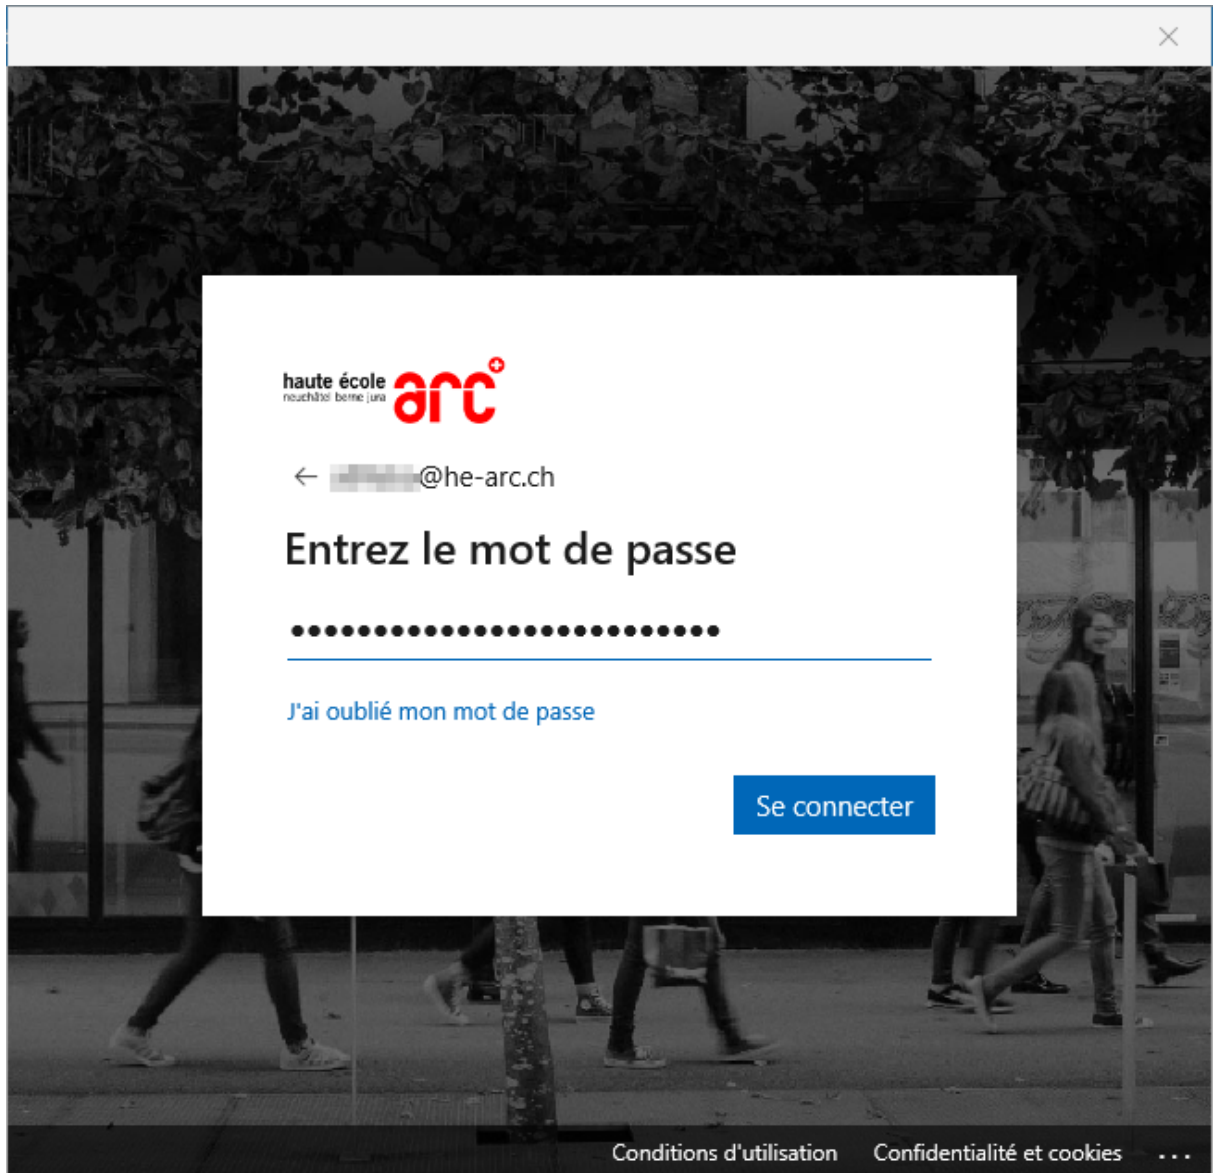 haute école arc
neuchâtel berne jura
@he-arc.ch
Entrez le mot de passe
J'ai oublié mon mot de passe
Se connecter
Conditions d'utilisation Confidentialité et cookies ...